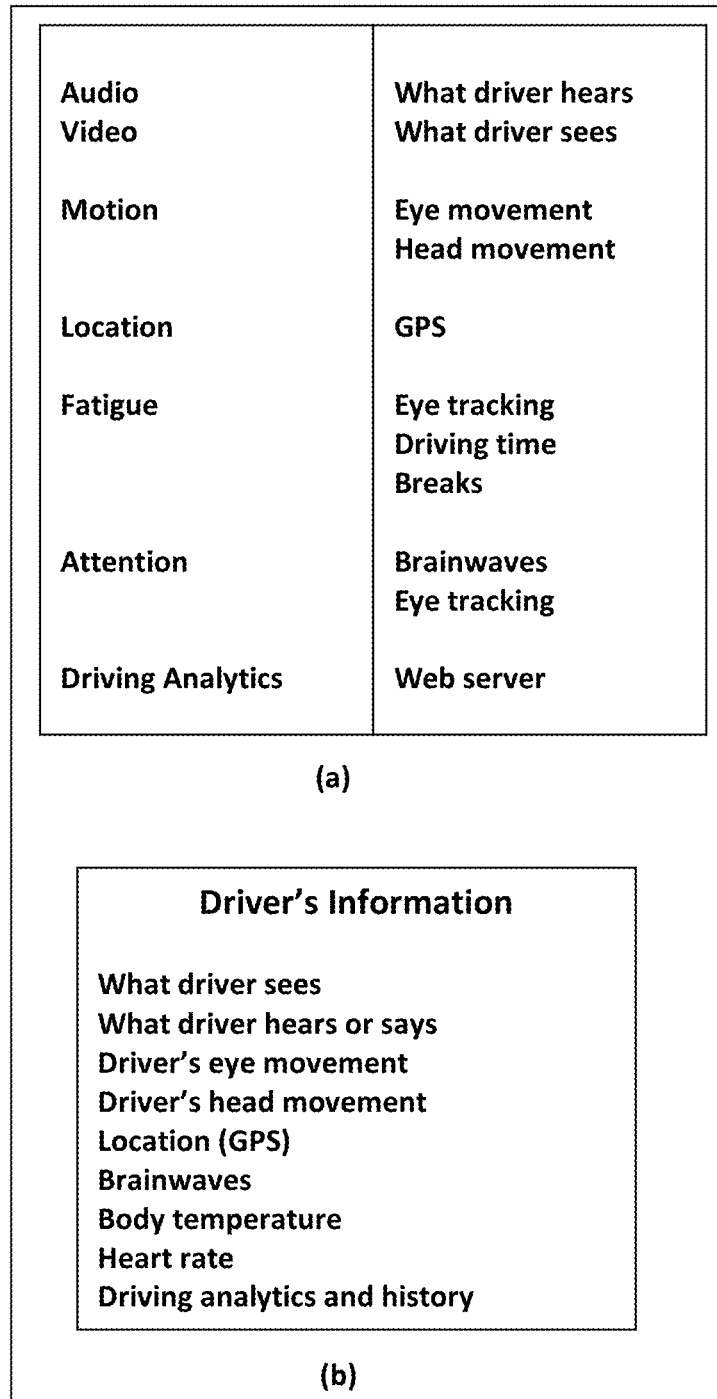 Audio What driver hears
Video What driver sees
Motion Eye movement
Head movement
Location GPS
Fatigue Eye tracking
Driving time
Breaks
Attention Brainwaves
Eye tracking
Driving Analytics Web server
(a)
Driver’s Information
What driver sees
What driver hears or says
Driver’s eye movement
Driver’s head movement
Location (GPS)
Brainwaves
Body temperature
Heart rate
Driving analytics and history
(b)